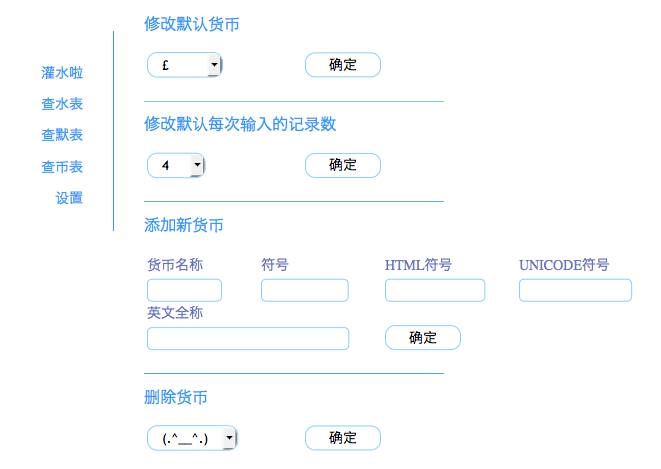 灌水啦
查水表
查默表
查币表
设置
修改默认货币
£ 确定
修改默认每次输入的记录数
4 确定
添加新货币
货币名称 符号 HTML符号 UNICODE符号
英文全称
确定
删除货币
(.^__^.) 确定